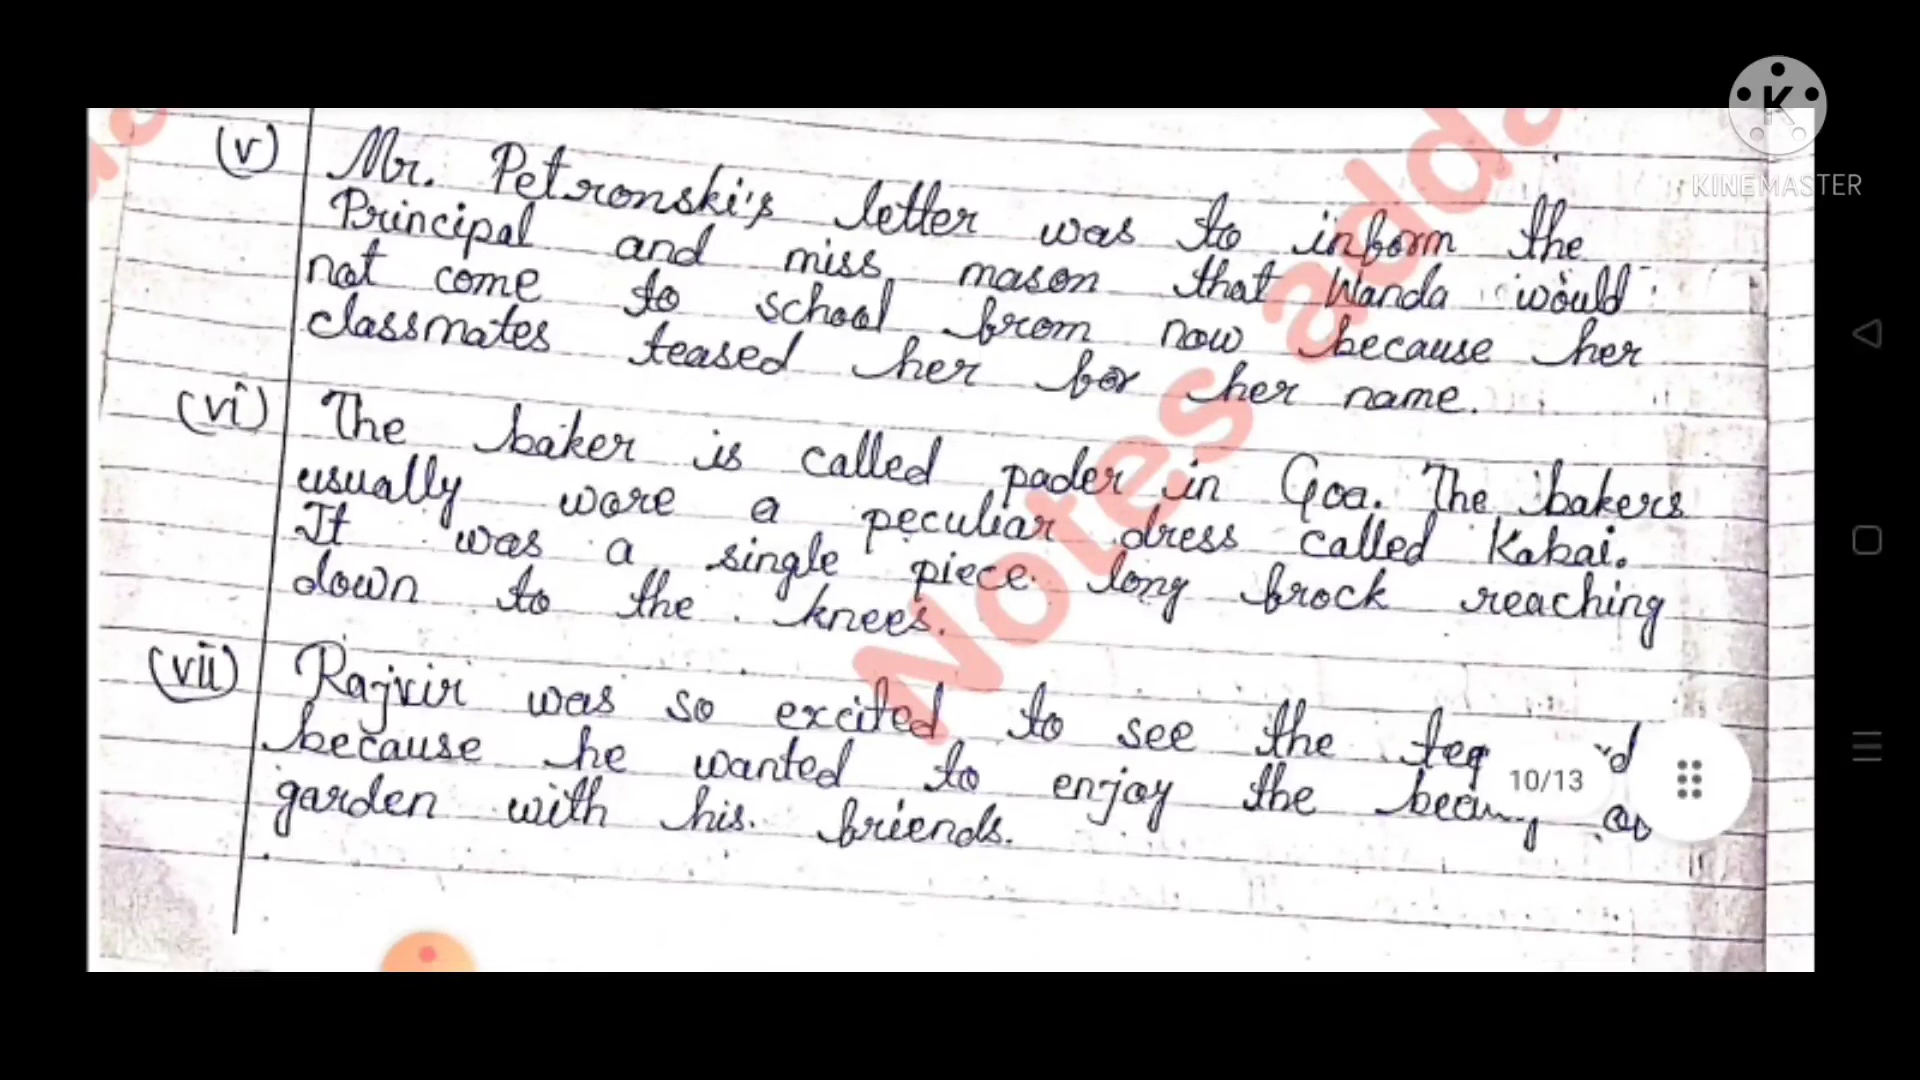 KINEMASTER
(v) Mr. Petronski's letter was to inform the
Principal and miss mason that Wanda would
not come to school from now because her
classmates teased her for her name.
(vi) The baker is called pader in Goa. The bakers
usually wore a peculiar dress called Kabai.
It was a single piece long frock reaching
down to the knees.
(vii) Rajvir was so excited to see the
because he wanted to enjoy the
garden with his friends.
10/13
Notes adda